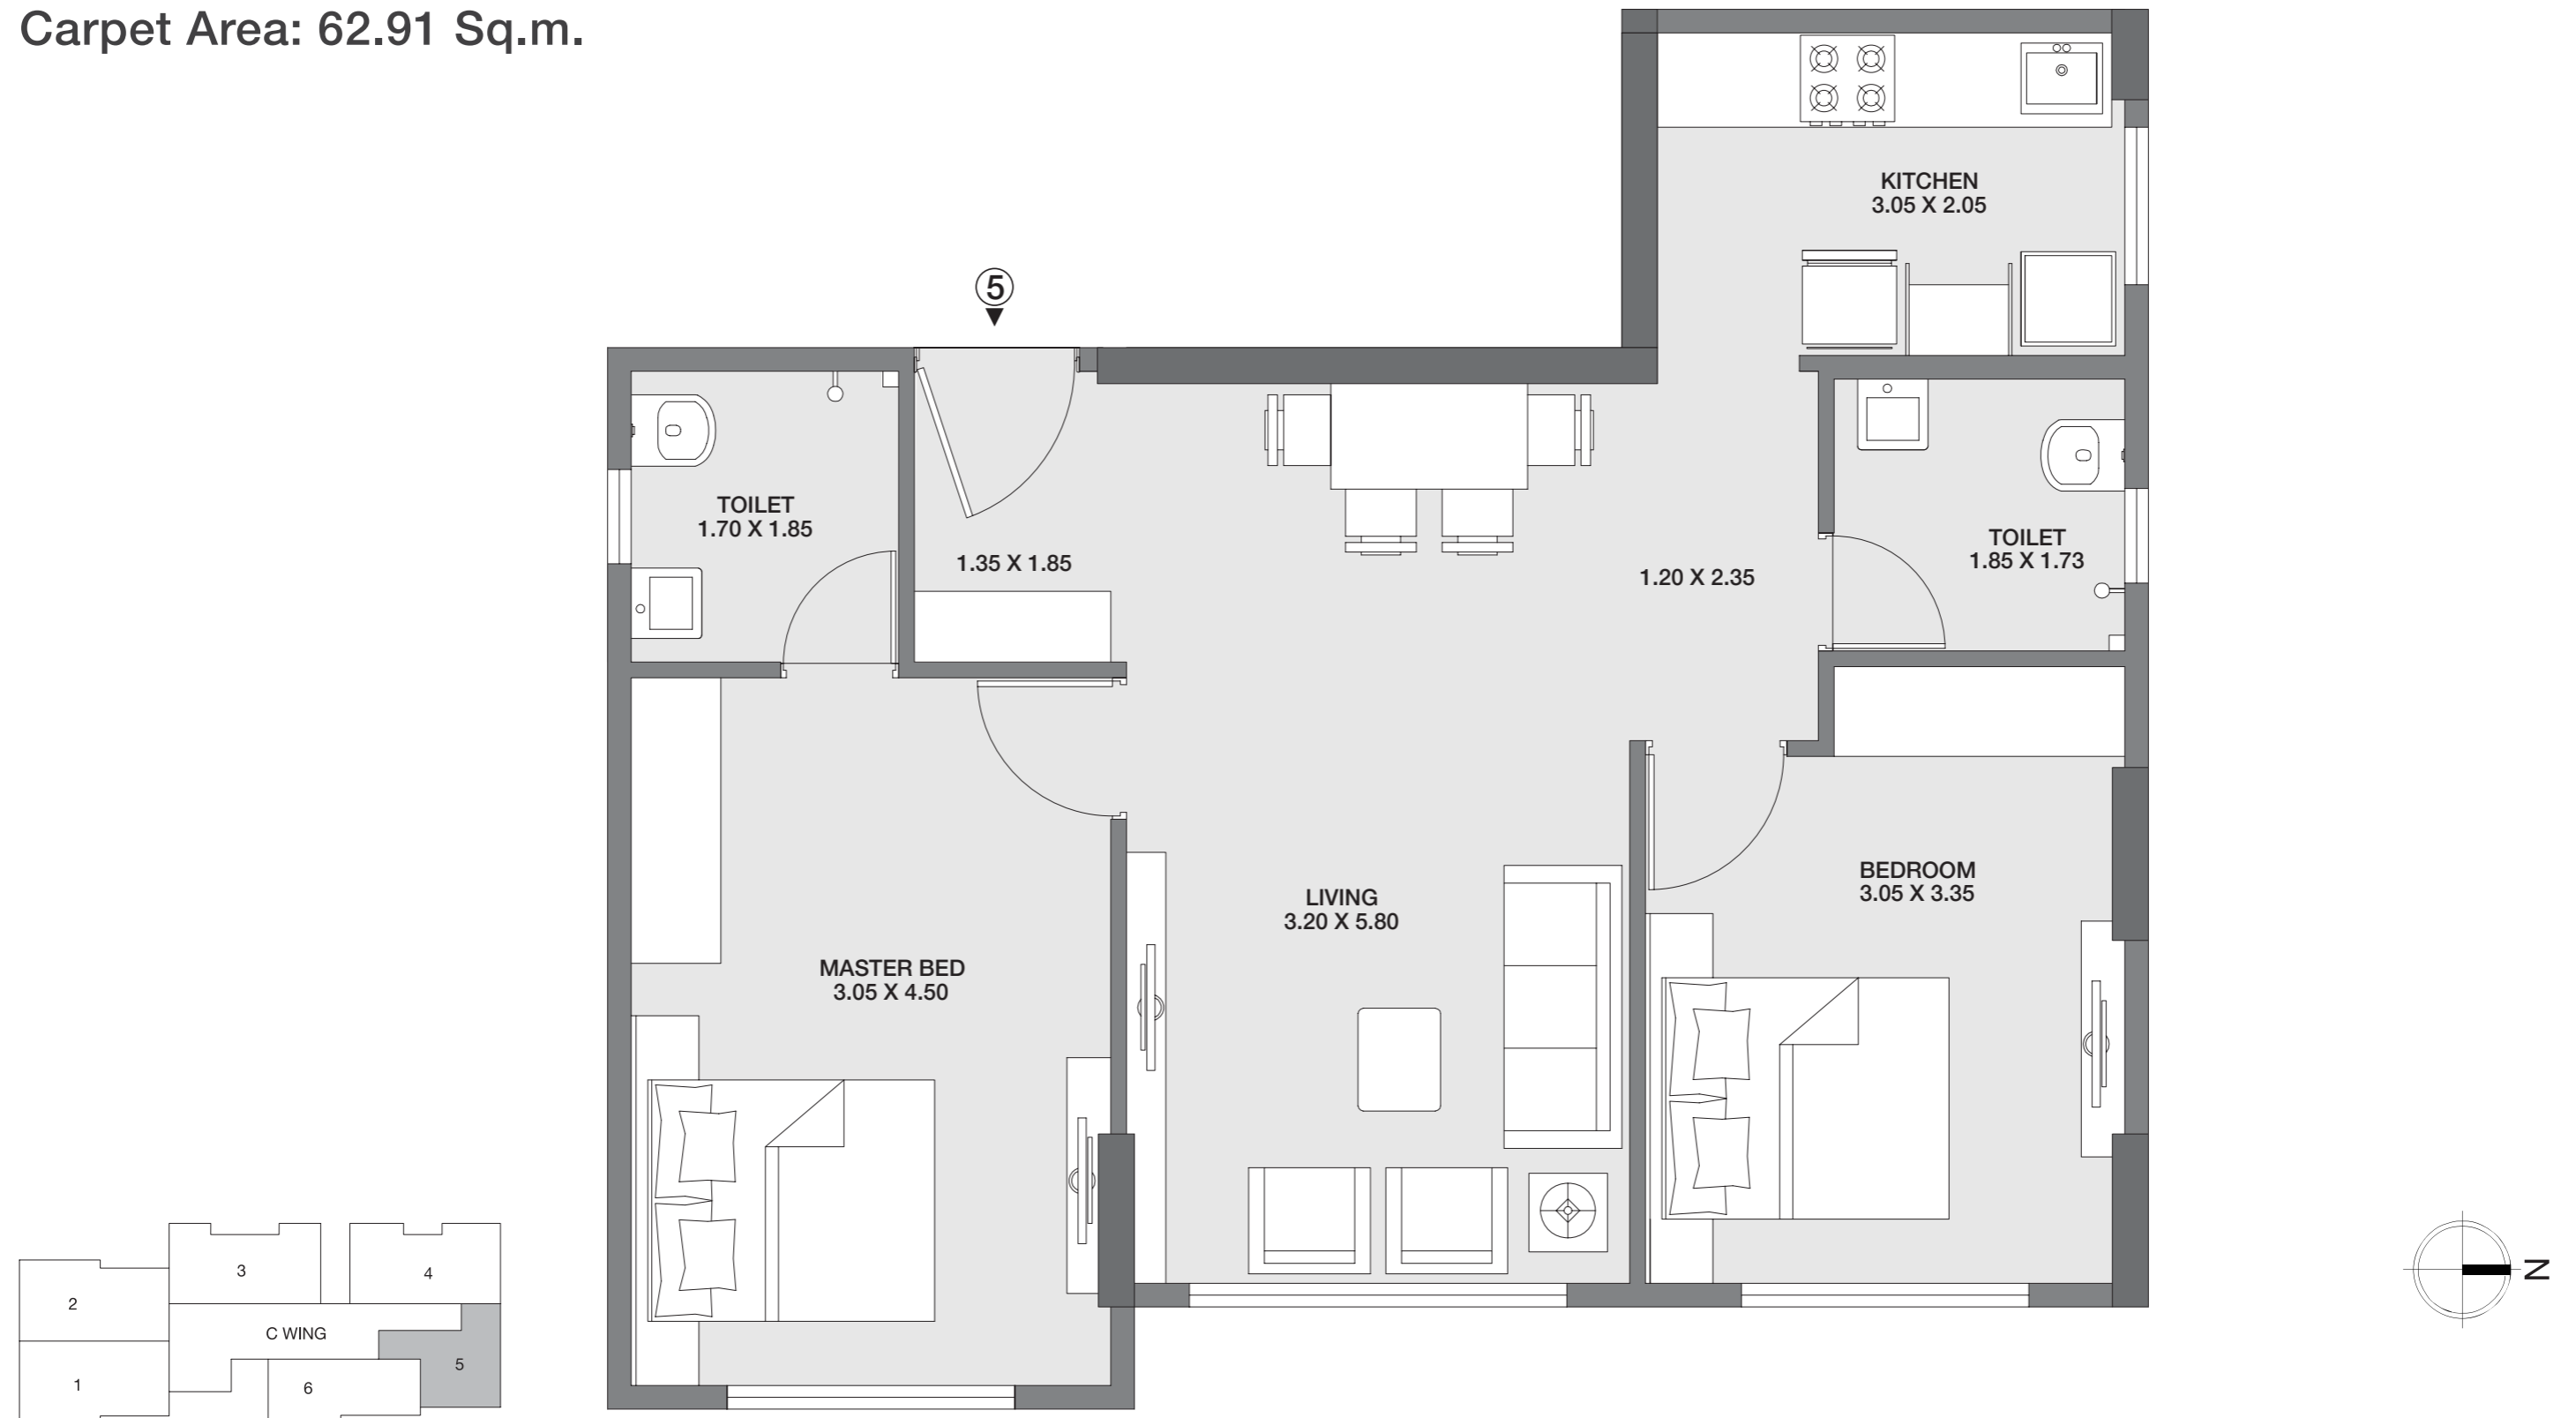 Carpet Area: 62.91 Sq.m.
KITCHEN
3.05 X 2.05
5
TOILET
1.70 X 1.85
1.35 X 1.85
1.20 X 2.35
TOILET
1.85 X 1.73
LIVING
3.20 X 5.80
BEDROOM
3.05 X 3.35
MASTER BED
3.05 X 4.50
3
4
2
C WING
5
1
6
N